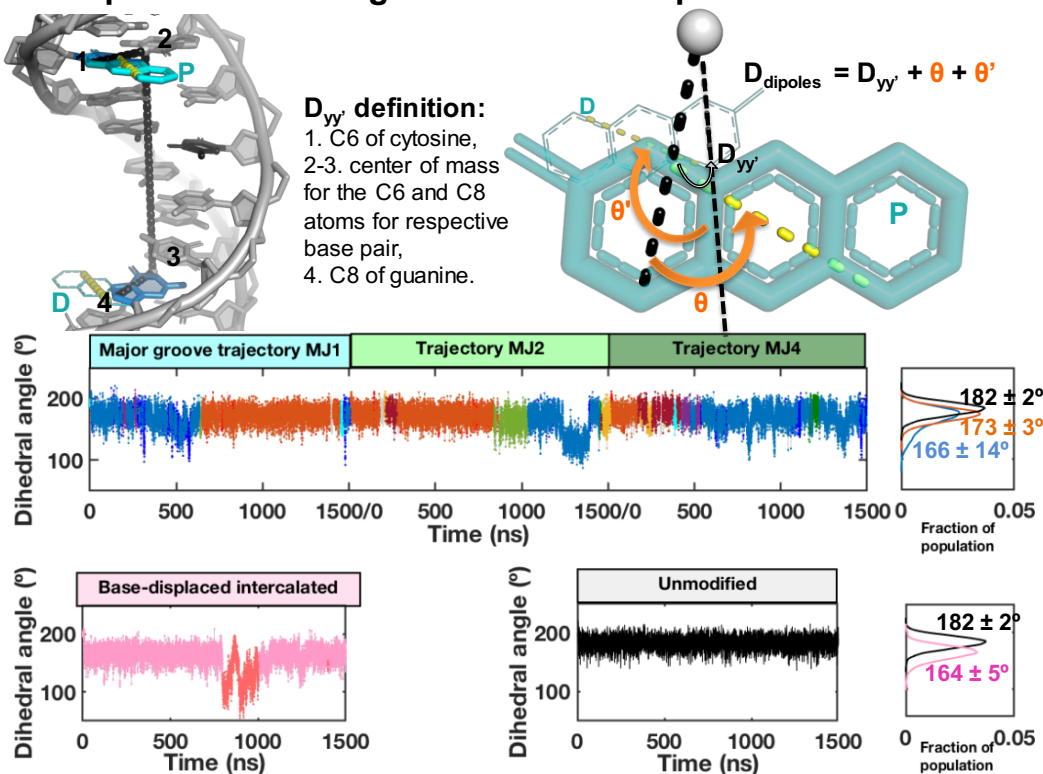 1
2
P
3
D
4
D_yy' definition:
1. C6 of cytosine,
2-3. center of mass
for the C6 and C8
atoms for respective
base pair,
4. C8 of guanine.
D_dipoles = D_yy' + θ + θ'
D
D_yy'
θ'
P
θ
Major groove trajectory MJ1
Trajectory MJ2
Trajectory MJ4
Dihedral angle (º)
200
100
0 500 1000 1500/0 500 1000 1500/0 500 1000 1500
Time (ns)
182 ± 2º
173 ± 3º
166 ± 14º
0 0.05
Fraction of
population
Base-displaced intercalated
Dihedral angle (º)
200
100
0 500 1000 1500
Time (ns)
Unmodified
Dihedral angle (º)
200
100
0 500 1000 1500
Time (ns)
182 ± 2º
164 ± 5º
0 0.05
Fraction of
population